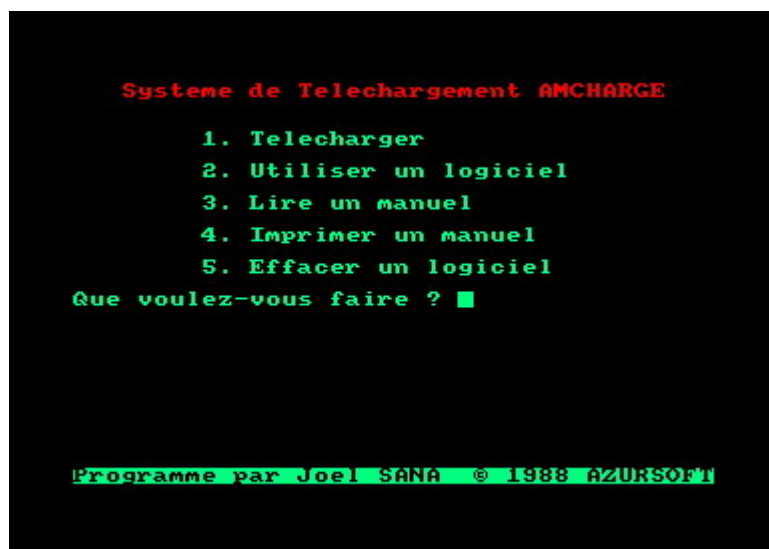 Systeme de Telechargement AMCHARGE
1. Telecharger
2. Utiliser un logiciel
3. Lire un manuel
4. Imprimer un manuel
5. Effacer un logiciel
Que voulez-vous faire ?
Programme par Joel SANA © 1988 AZURSOFT